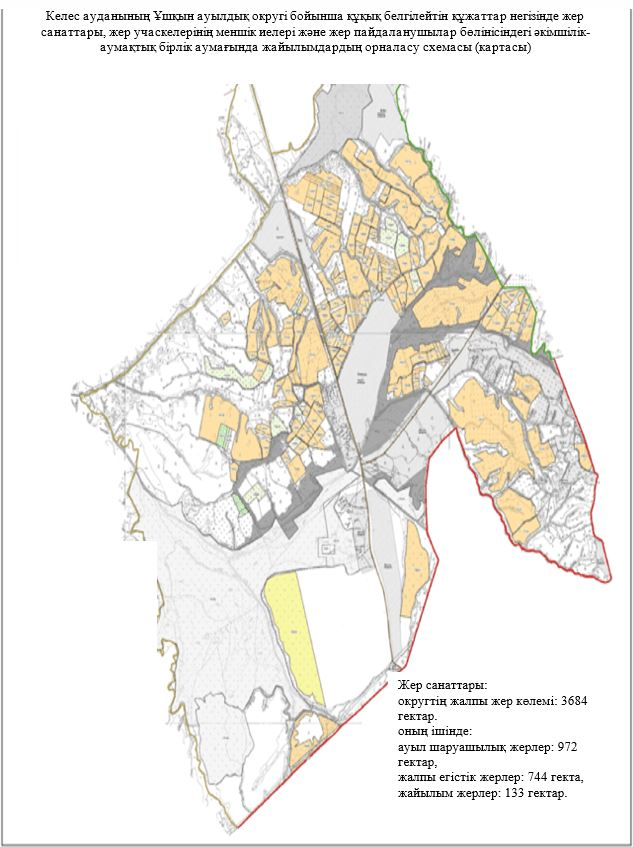 Келес ауданының Ұшқын ауылдық округі бойынша құқық белгілейтін құжаттар негізінде жер
санаттары, жер учаскелерінің меншік иелері және жер пайдаланушылар бөлінісіндегі әкімшілік-
аумақтық бірлік аумағында жайылымдардың орналасу схемасы (картасы)
Жер санаттары:
округтің жалпы жер көлемі: 3684
гектар.
оның ішінде:
ауыл шаруашылық жерлер: 972
гектар,
жалпы егістік жерлер: 744 гекта,
жайылым жерлер: 133 гектар.